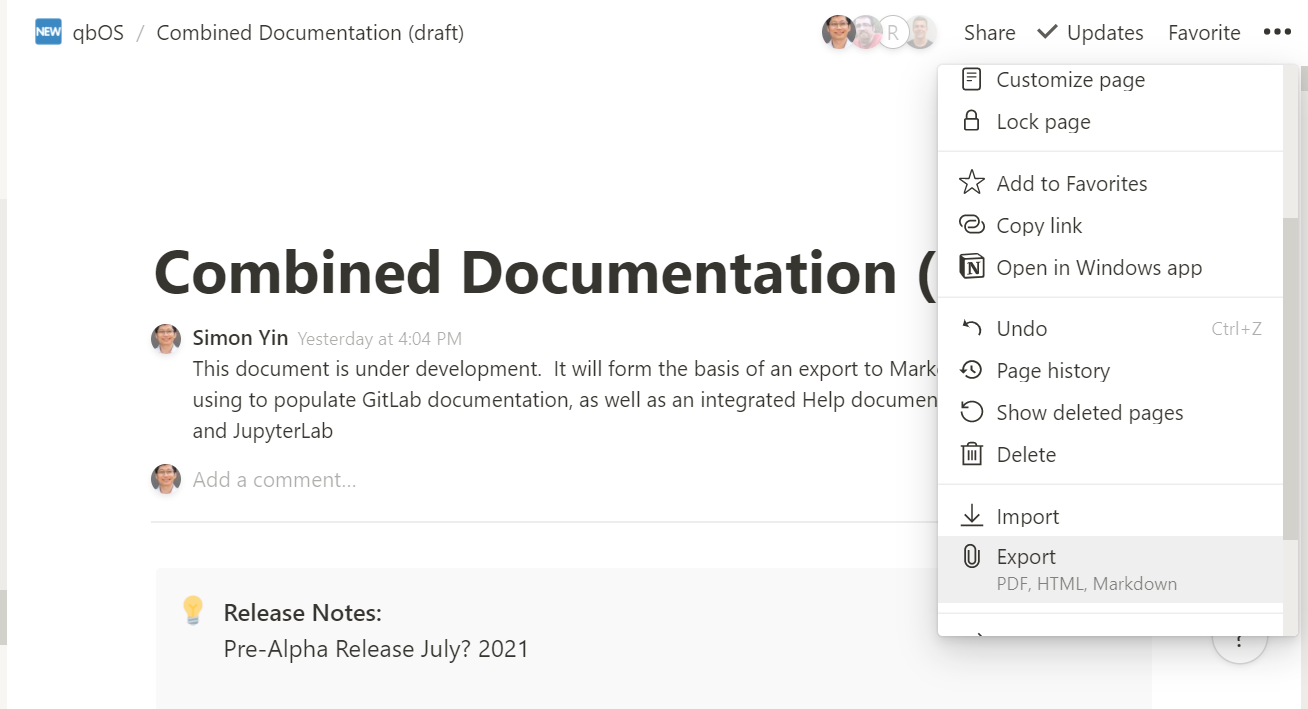 NEW qbOS / Combined Documentation (draft)
R
Share Updates Favorite
Customize page
Lock page
Add to Favorites
Copy link
Open in Windows app
Undo Ctrl+Z
Page history
Show deleted pages
Delete
Import
Export
PDF, HTML, Markdown
?
Combined Documentation (
Simon Yin Yesterday at 4:04 PM
This document is under development.  It will form the basis of an export to
using to populate GitLab documentation, as well as an integrated Help
and JupyterLab
Add a comment...
Release Notes:
Pre-Alpha Release July? 2021